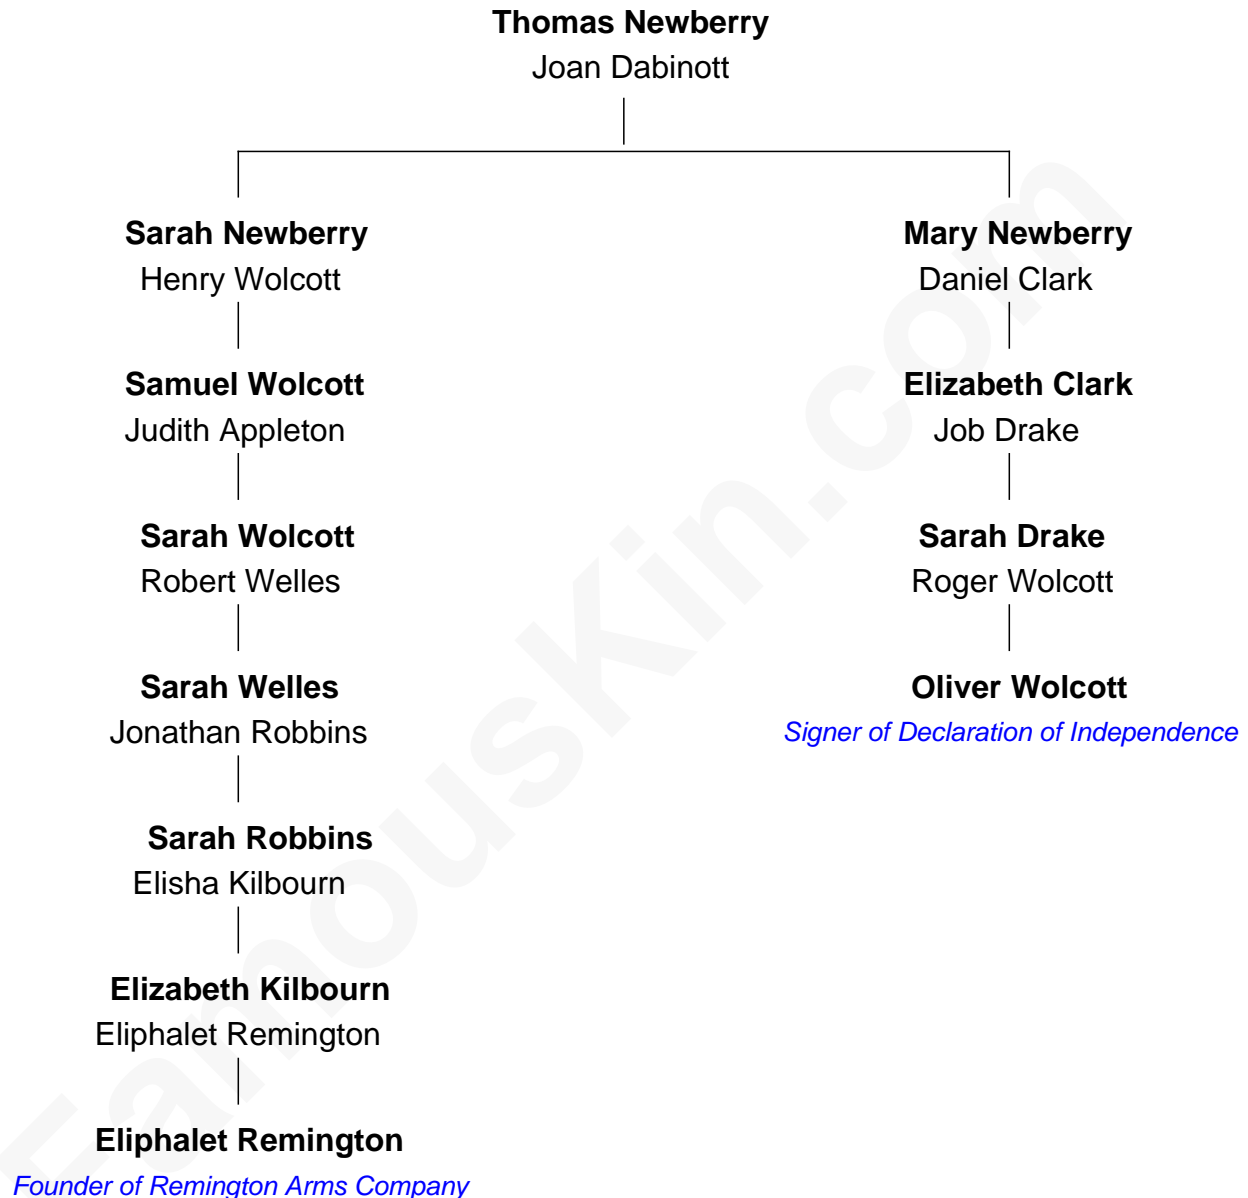 Thomas Newberry
Joan Dabinott
Sarah Newberry
Henry Wolcott
Samuel Wolcott
Judith Appleton
Sarah Wolcott
Robert Welles
Sarah Welles
Jonathan Robbins
Sarah Robbins
Elisha Kilbourn
Elizabeth Kilbourn
Eliphalet Remington
Eliphalet Remington
Founder of Remington Arms Company
Mary Newberry
Daniel Clark
Elizabeth Clark
Job Drake
Sarah Drake
Roger Wolcott
Oliver Wolcott
Signer of Declaration of Independence
FamousKin.com